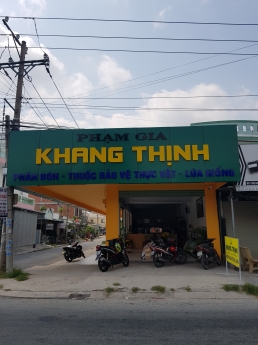 PHẠM GIA
KHANG THỊNH
PHÂN BÓN - THUỐC BẢO VỆ THỰC VẬT - LÚA GIỐNG